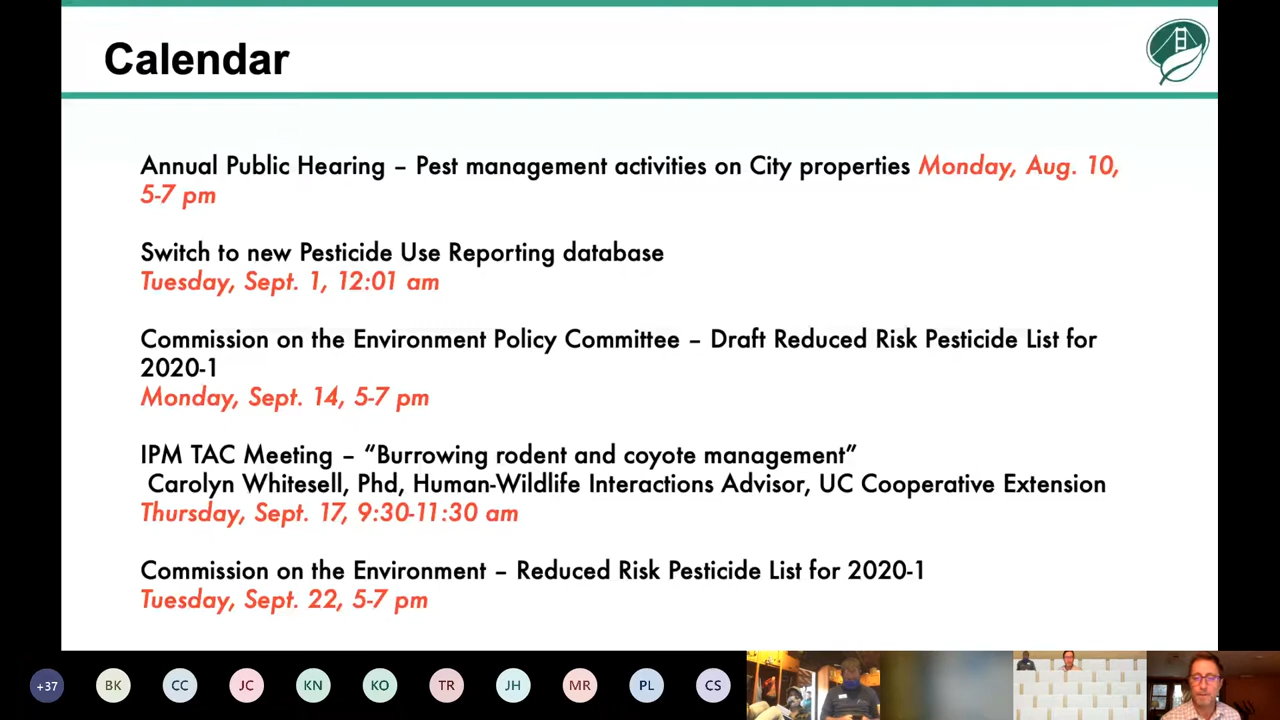 Calendar
Annual Public Hearing – Pest management activities on City properties Monday, Aug. 10,
5-7 pm
Switch to new Pesticide Use Reporting database
Tuesday, Sept. 1, 12:01 am
Commission on the Environment Policy Committee – Draft Reduced Risk Pesticide List for
2020-1
Monday, Sept. 14, 5-7 pm
IPM TAC Meeting – “Burrowing rodent and coyote management”
Carolyn Whitesell, Phd, Human-Wildlife Interactions Advisor, UC Cooperative Extension
Thursday, Sept. 17, 9:30-11:30 am
Commission on the Environment – Reduced Risk Pesticide List for 2020-1
Tuesday, Sept. 22, 5-7 pm
+37 BK CC JC KN KO TR JH MR PL CS